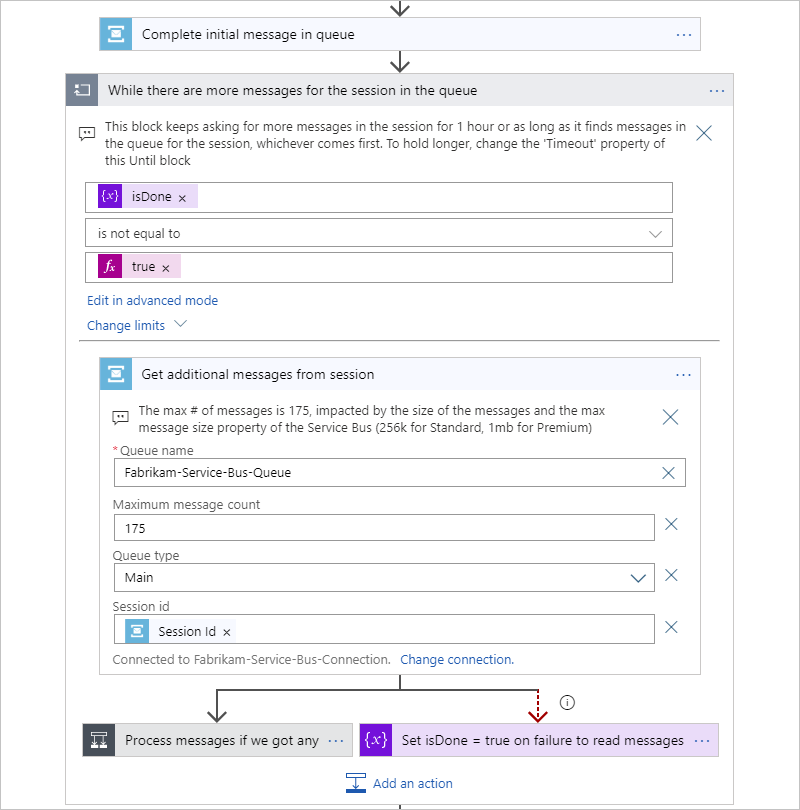 Complete initial message in queue
While there are more messages for the session in the queue
This block keeps asking for more messages in the session for 1 hour or as long as it finds messages in
the queue for the session, whichever comes first. To hold longer, change the 'Timeout' property of
this Until block
{x} isDone ×
is not equal to
fx true ×
Edit in advanced mode
Change limits
Get additional messages from session
The max # of messages is 175, impacted by the size of the messages and the max
message size property of the Service Bus (256k for Standard, 1mb for Premium)
* Queue name
Fabrikam-Service-Bus-Queue
Maximum message count
175
Queue type
Main
Session id
Session Id ×
Connected to Fabrikam-Service-Bus-Connection. Change connection.
Process messages if we got any
{x} Set isDone = true on failure to read messages
Add an action